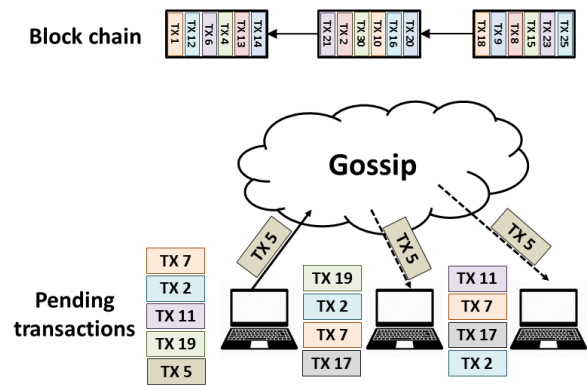 Block chain
TX 1
TX 12
TX 6
TX 4
TX 13
TX 14
TX 21
TX 2
TX 30
TX 10
TX 16
TX 20
TX 18
TX 9
TX 8
TX 15
TX 23
TX 25
Gossip
TX 5
TX 5
TX 5
Pending
transactions
TX 7
TX 2
TX 11
TX 19
TX 5
TX 19
TX 2
TX 7
TX 17
TX 11
TX 7
TX 17
TX 2